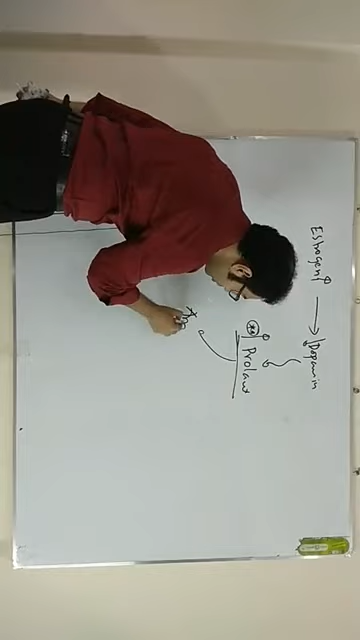 Estrogen↑ → ↓Dopamin
↑ Prolact